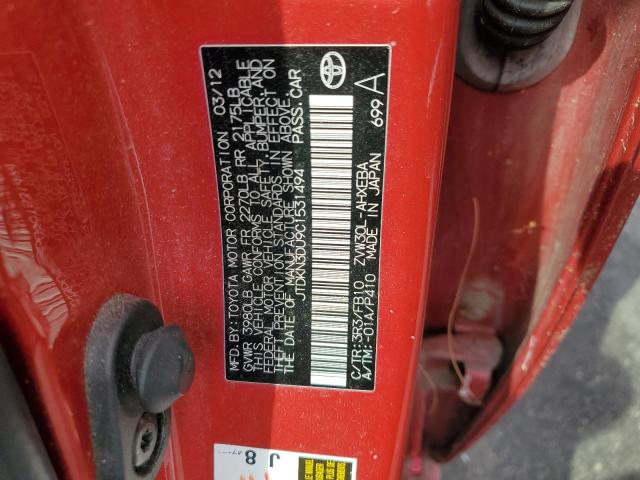 MFD. BY: TOYOTA MOTOR CORPORATION 03/12
GVWR 3980LB GAWR FR 2270LB RR 2175LB
THIS VEHICLE CONFORMS TO ALL APPLICABLE
FEDERAL MOTOR VEHICLE SAFETY, BUMPER, AND
THEFT PREVENTION STANDARDS IN EFFECT ON
THE DATE OF MANUFACTURE SHOWN ABOVE.
JTDKN3DU9C1531494 PASS.CAR
C/TR:3R3/FB10 ZVW30L-AHXEBA
A/TM:-01A/P410 MADE IN JAPAN
699 A
J 8